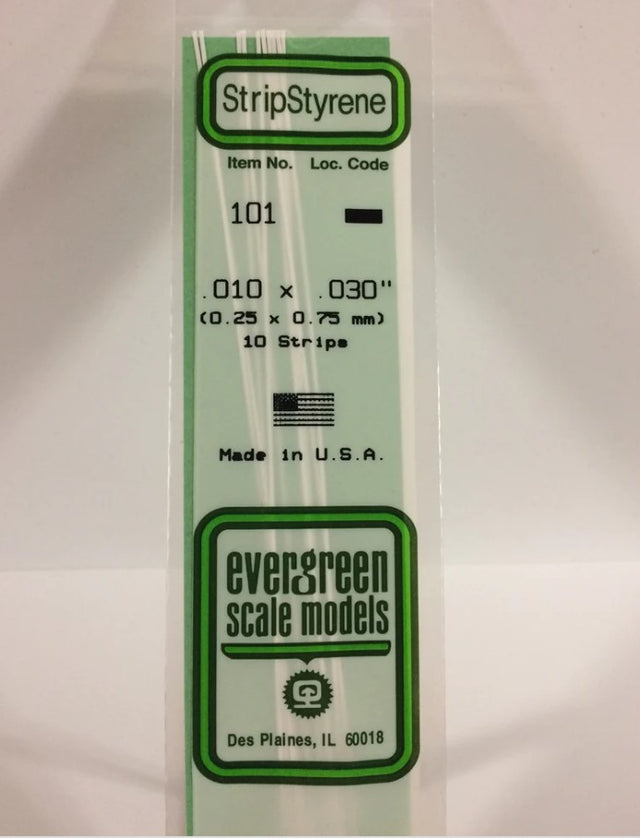 StripStyrene
Item No. Loc. Code
101
.010 x .030"
(0.25 x 0.75 mm)
10 Strips
Made in U.S.A.
evergreen
scale models
Des Plaines, IL 60018